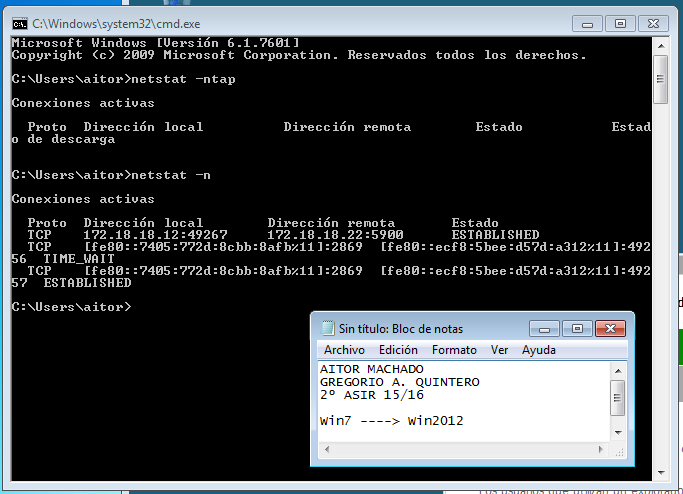 C:\Windows\system32\cmd.exe
Microsoft Windows [Versión 6.1.7601]
Copyright (c) 2009 Microsoft Corporation. Reservados todos los derechos.
C:\Users\aitor>netstat -ntap
Conexiones activas
Proto Dirección local Dirección remota Estado Estad
o de descarga
C:\Users\aitor>netstat -n
Conexiones activas
Proto Dirección local Dirección remota Estado
TCP 172.18.18.12:49267 172.18.18.22:5900 ESTABLISHED
TCP [fe80::7405:772d:8cbb:8afb%11]:2869 [fe80::ecf8:5bee:d57d:a312%11]:492
56 TIME_WAIT
TCP [fe80::7405:772d:8cbb:8afb%11]:2869 [fe80::ecf8:5bee:d57d:a312%11]:492
57 ESTABLISHED
C:\Users\aitor>
Sin título: Bloc de notas
Archivo Edición Formato Ver Ayuda
AITOR MACHADO
GREGORIO A. QUINTERO
2º ASIR 15/16
Win7 ----> Win2012